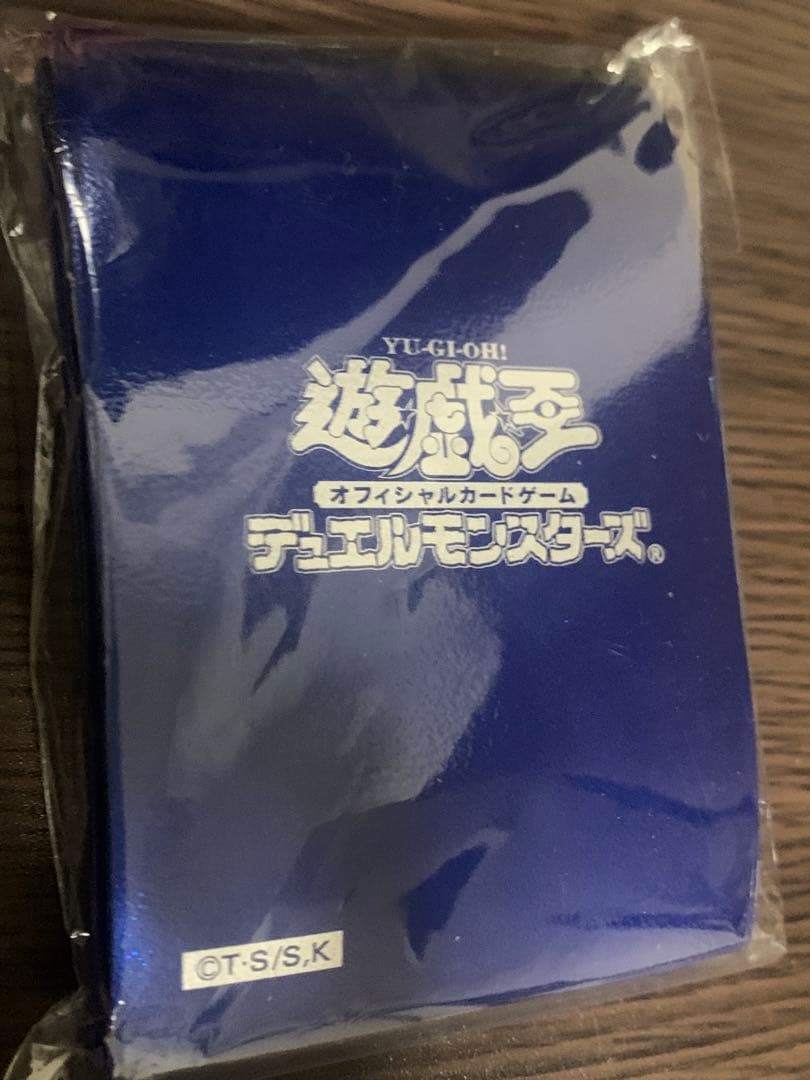 YU-GI-OH!
遊戯王
オフィシャルカードゲーム
デュエルモンスターズ®
©T·S/S,K